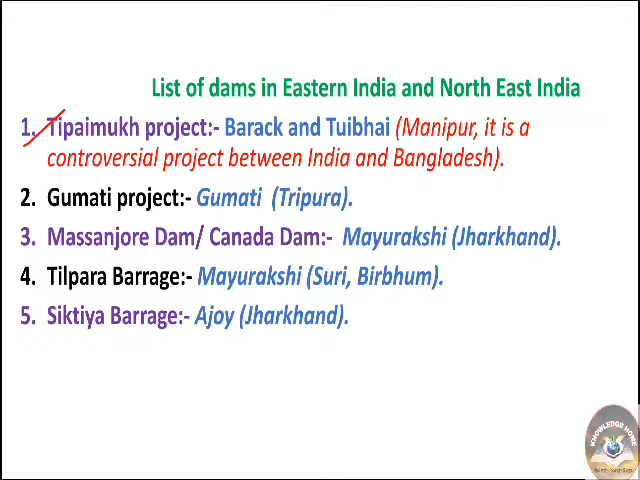 List of dams in Eastern India and North East India
1. Tipaimukh project:- Barack and Tuibhai (Manipur, it is a
controversial project between India and Bangladesh).
2. Gumati project:- Gumati (Tripura).
3. Massanjore Dam/ Canada Dam:- Mayurakshi (Jharkhand).
4. Tilpara Barrage:- Mayurakshi (Suri, Birbhum).
5. Siktiya Barrage:- Ajoy (Jharkhand).
KNOWLEDGE HOME